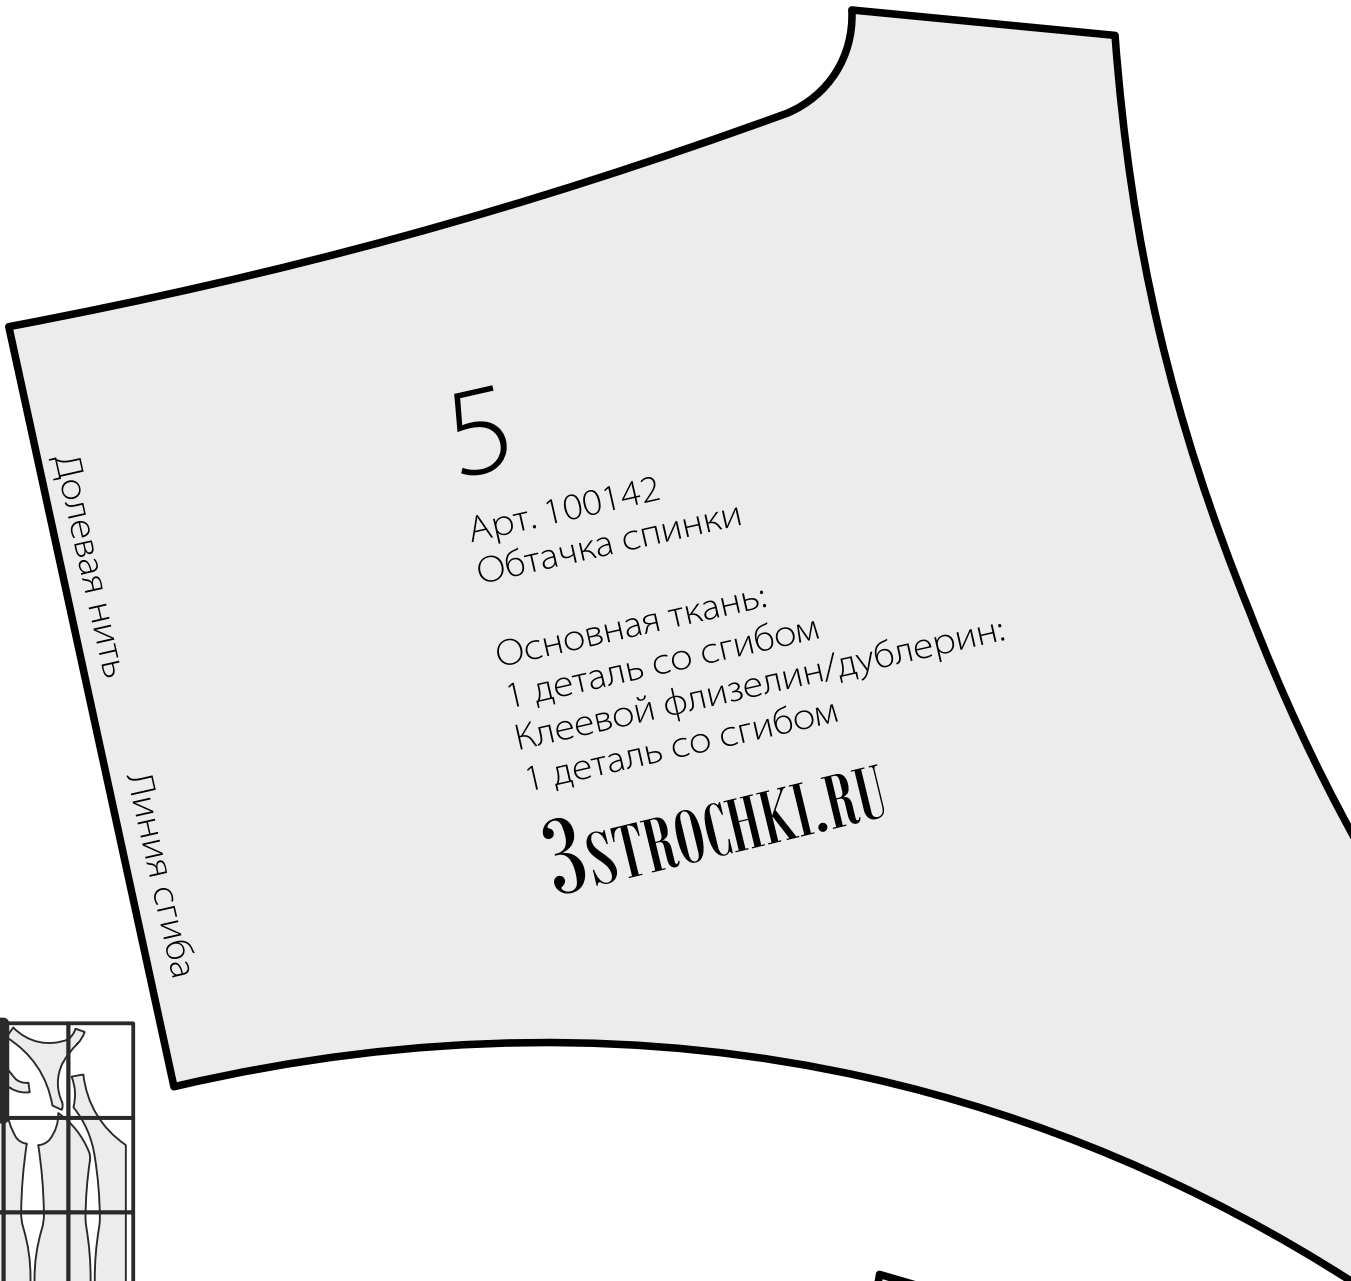 5
Арт. 100142
Обтачка спинки
Основная ткань:
1 деталь со сгибом
Клеевой флизелин/дублерин:
1 деталь со сгибом
3STROCHKI.RU
Долевая нить
Линия сгиба